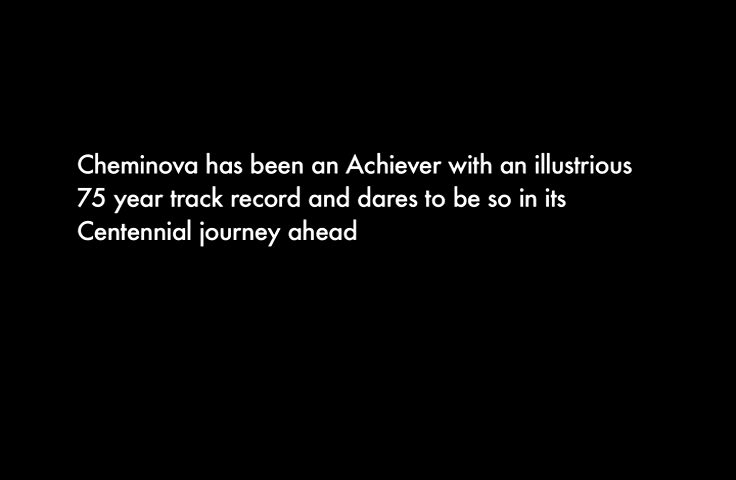 Cheminova has been an Achiever with an illustrious
75 year track record and dares to be so in its
Centennial journey ahead